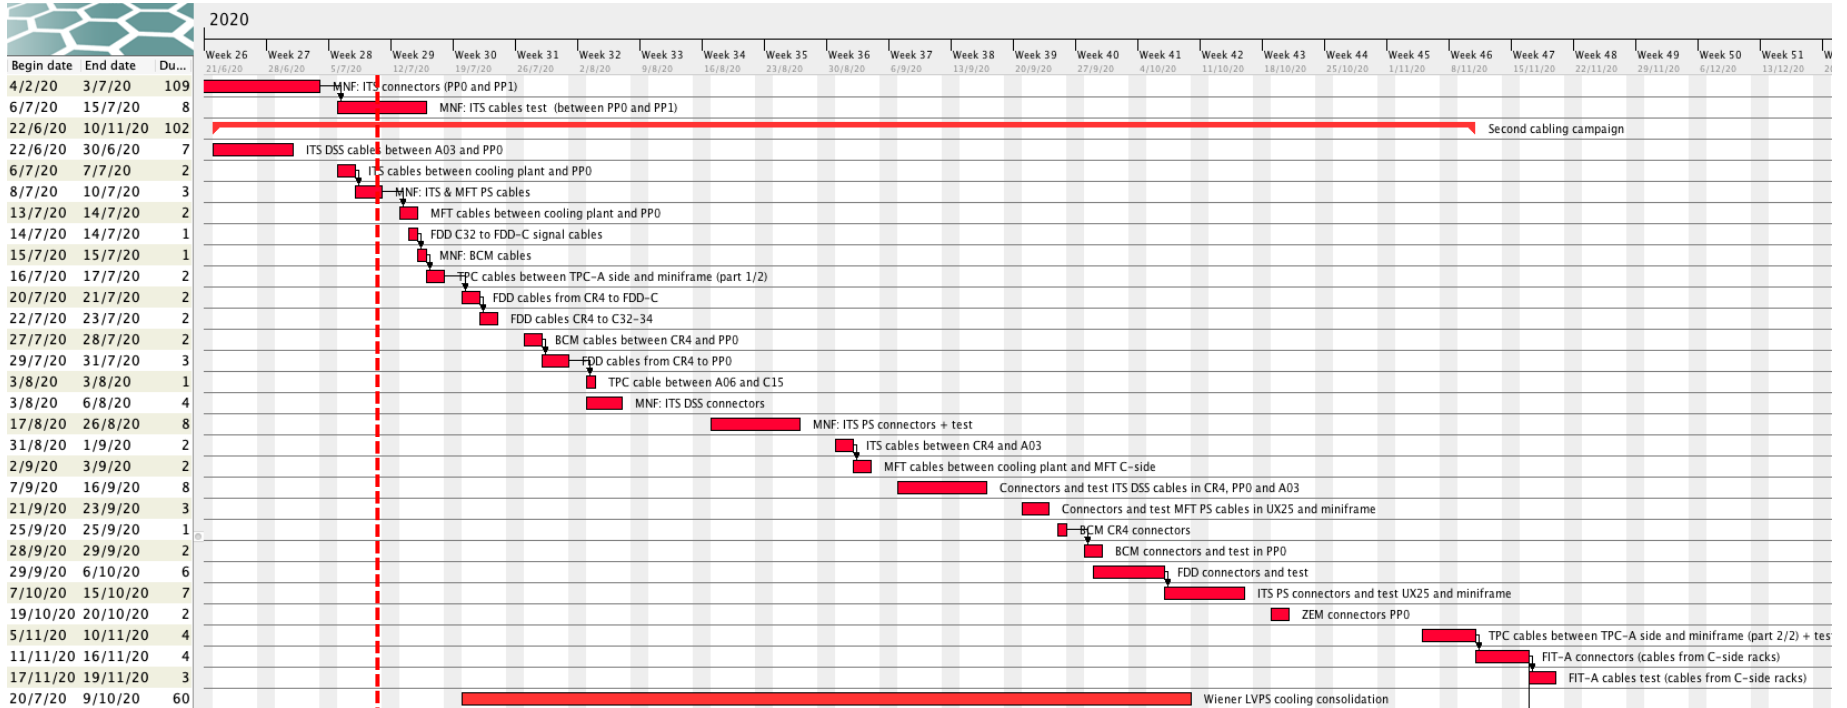 2020
Week 26 Week 27 Week 28 Week 29 Week 30 Week 31 Week 32 Week 33 Week 34 Week 35 Week 36 Week 37 Week 38 Week 39 Week 40 Week 41 Week 42 Week 43 Week 44 Week 45 Week 46 Week 47 Week 48 Week 49 Week 50 Week 51 W
Begin date End date Du... 21/6/20 28/6/20 5/7/20 12/7/20 19/7/20 26/7/20 2/8/20 9/8/20 16/8/20 23/8/20 30/8/20 6/9/20 13/9/20 20/9/20 27/9/20 4/10/20 11/10/20 18/10/20 25/10/20 1/11/20 8/11/20 15/11/20 22/11/20 29/11/20 6/12/20 13/12/20 20
4/2/20 3/7/20 109 MNF: ITS connectors (PP0 and PP1)
6/7/20 15/7/20 8 MNF: ITS cables test (between PP0 and PP1)
22/6/20 10/11/20 102 Second cabling campaign
22/6/20 30/6/20 7 ITS DSS cables between A03 and PP0
6/7/20 7/7/20 2 ITS cables between cooling plant and PP0
8/7/20 10/7/20 3 MNF: ITS & MFT PS cables
13/7/20 14/7/20 2 MFT cables between cooling plant and PP0
14/7/20 14/7/20 1 FDD C32 to FDD-C signal cables
15/7/20 15/7/20 1 MNF: BCM cables
16/7/20 17/7/20 2 TPC cables between TPC-A side and miniframe (part 1/2)
20/7/20 21/7/20 2 FDD cables from CR4 to FDD-C
22/7/20 23/7/20 2 FDD cables CR4 to C32-34
27/7/20 28/7/20 2 BCM cables between CR4 and PP0
29/7/20 31/7/20 3 FDD cables from CR4 to PP0
3/8/20 3/8/20 1 TPC cable between A06 and C15
3/8/20 6/8/20 4 MNF: ITS DSS connectors
17/8/20 26/8/20 8 MNF: ITS PS connectors + test
31/8/20 1/9/20 2 ITS cables between CR4 and A03
2/9/20 3/9/20 2 MFT cables between cooling plant and MFT C-side
7/9/20 16/9/20 8 Connectors and test ITS DSS cables in CR4, PP0 and A03
21/9/20 23/9/20 3 Connectors and test MFT PS cables in UX25 and miniframe
25/9/20 25/9/20 1 BCM CR4 connectors
28/9/20 29/9/20 2 BCM connectors and test in PP0
29/9/20 6/10/20 6 FDD connectors and test
7/10/20 15/10/20 7 ITS PS connectors and test UX25 and miniframe
19/10/20 20/10/20 2 ZEM connectors PP0
5/11/20 10/11/20 4 TPC cables between TPC-A side and miniframe (part 2/2) + tes
11/11/20 16/11/20 4 FIT-A connectors (cables from C-side racks)
17/11/20 19/11/20 3 FIT-A cables test (cables from C-side racks)
20/7/20 9/10/20 60 Wiener LVPS cooling consolidation